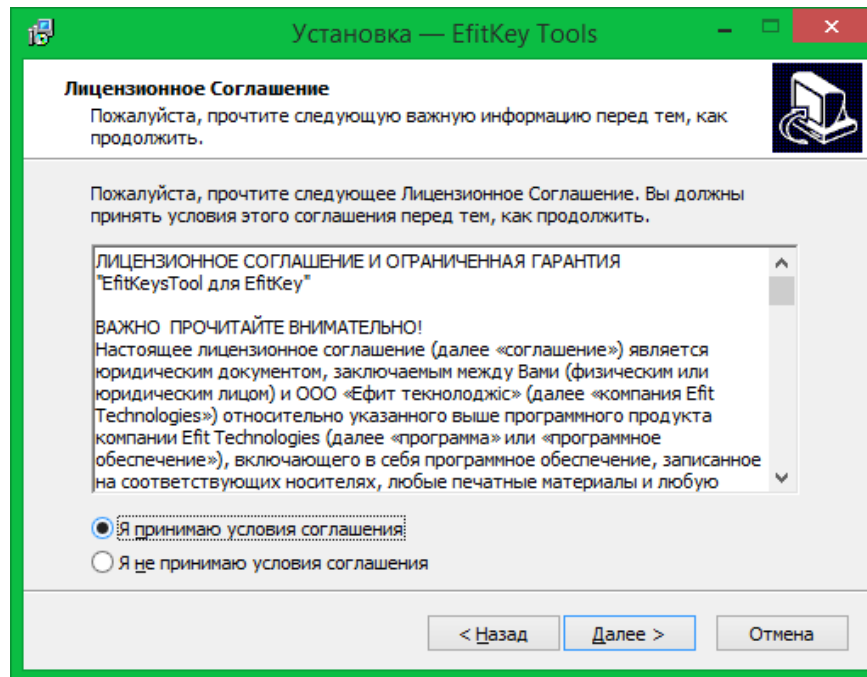 Установка — EfitKey Tools
Лицензионное Соглашение
Пожалуйста, прочтите следующую важную информацию перед тем, как
продолжить.
Пожалуйста, прочтите следующее Лицензионное Соглашение. Вы должны
принять условия этого соглашения перед тем, как продолжить.
ЛИЦЕНЗИОННОЕ СОГЛАШЕНИЕ И ОГРАНИЧЕННАЯ ГАРАНТИЯ
"EfitKeysTool для EfitKey"
ВАЖНО  ПРОЧИТАЙТЕ ВНИМАТЕЛЬНО!
Настоящее лицензионное соглашение (далее «соглашение») является
юридическим документом, заключаемым между Вами (физическим или
юридическим лицом) и ООО «Ефит текнолоджіс» (далее «компания Efit
Technologies») относительно указанного выше программного продукта
компании Efit Technologies (далее «программа» или «программное
обеспечение»), включающего в себя программное обеспечение, записанное
на соответствующих носителях, любые печатные материалы и любую
Я принимаю условия соглашения
Я не принимаю условия соглашения
< Назад
Далее >
Отмена